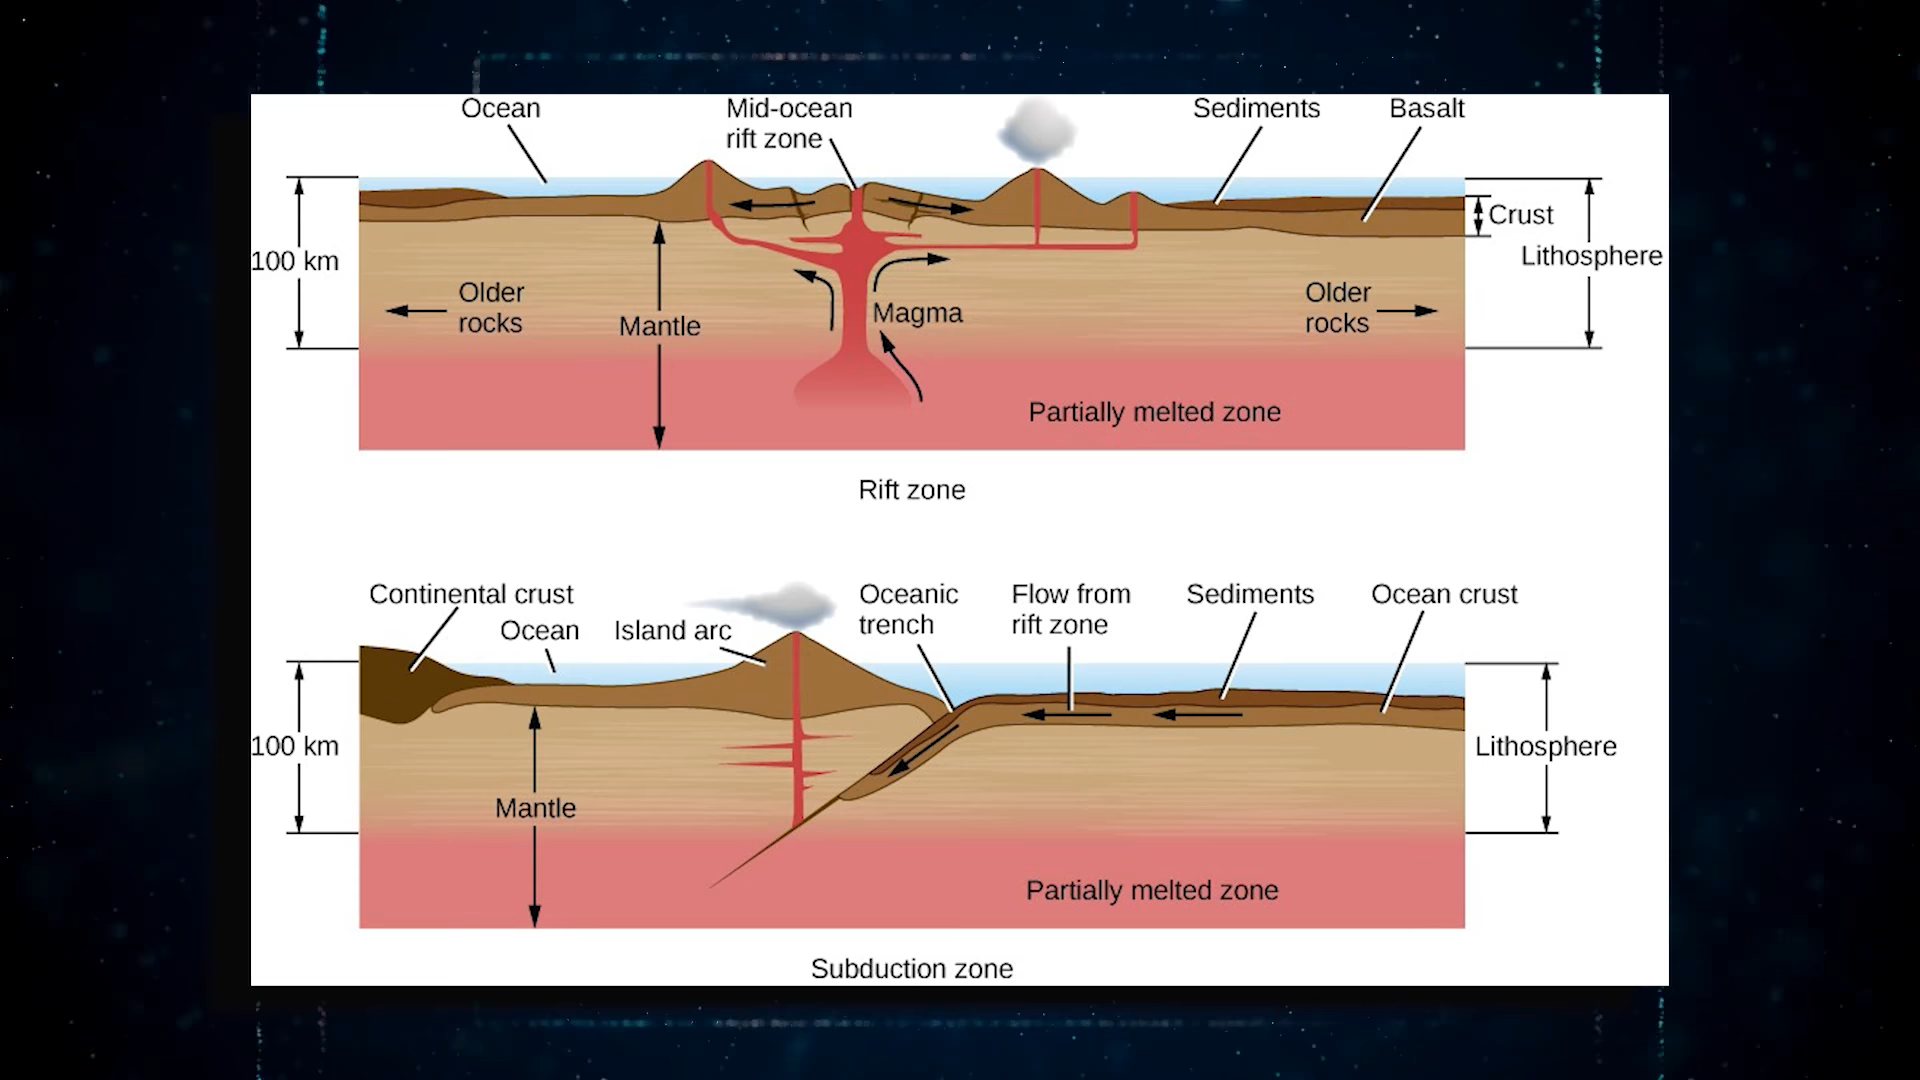 Ocean
Mid-ocean
rift zone
Sediments
Basalt
Crust
Lithosphere
100 km
Older
rocks
Mantle
Magma
Older
rocks
Partially melted zone
Rift zone
Continental crust
Ocean
Island arc
Oceanic
trench
Flow from
rift zone
Sediments
Ocean crust
100 km
Lithosphere
Mantle
Partially melted zone
Subduction zone